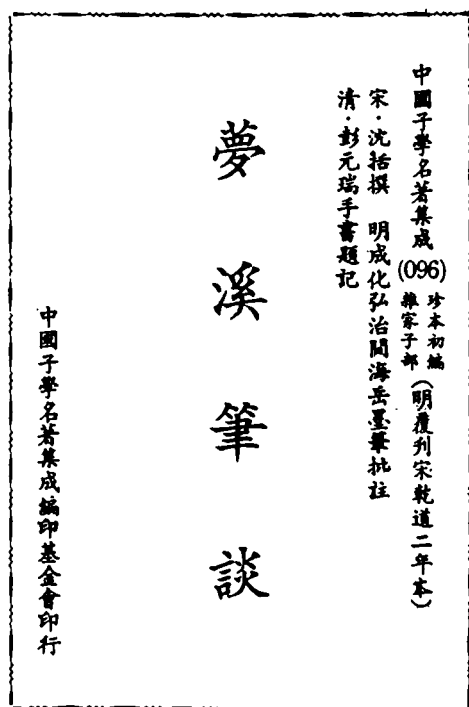 中國子學名著集成(096)珍本初編
雜家子部(明覆刊宋乾道二年本)
宋·沈括撰　明成化弘治間海岳墨筆批註
清·彭元瑞手書題記
夢溪筆談
中國子學名著集成編印基金會印行